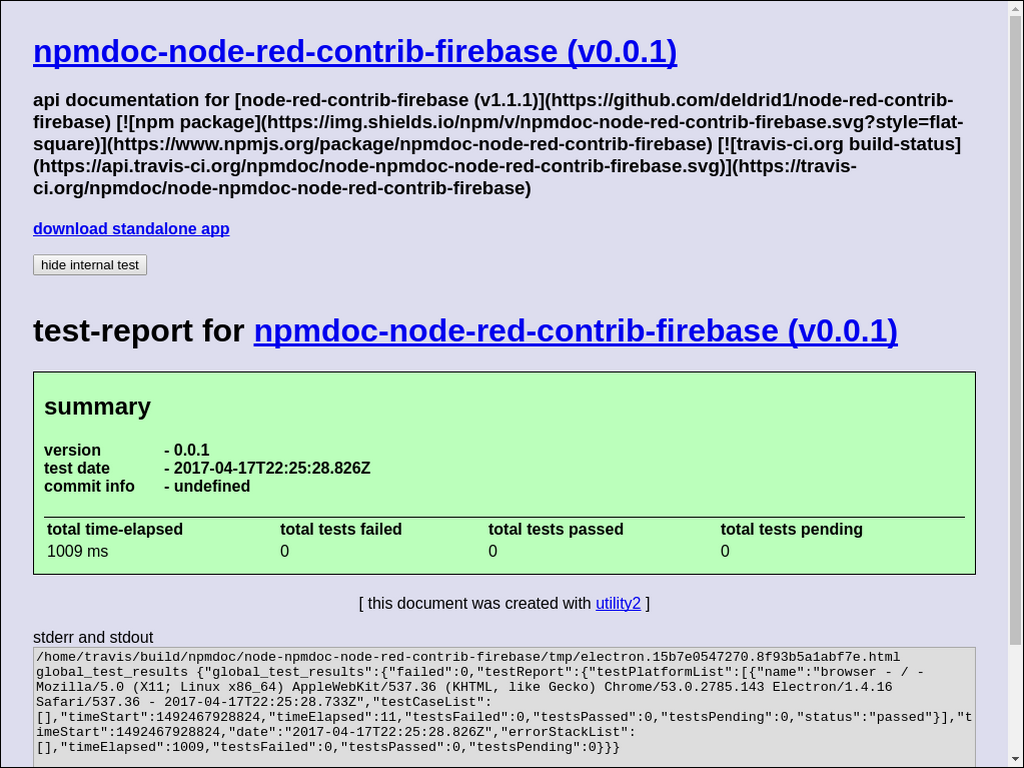 npmdoc-node-red-contrib-firebase (v0.0.1)
api documentation for [node-red-contrib-firebase (v1.1.1)](https://github.com/deldrid1/node-red-contrib-
firebase) [![npm package](https://img.shields.io/npm/v/npmdoc-node-red-contrib-firebase.svg?style=flat-
square)](https://www.npmjs.org/package/npmdoc-node-red-contrib-firebase) [![travis-ci.org build-status]
(https://api.travis-ci.org/npmdoc/node-npmdoc-node-red-contrib-firebase.svg)](https://travis-
ci.org/npmdoc/node-npmdoc-node-red-contrib-firebase)
download standalone app
hide internal test
test-report for npmdoc-node-red-contrib-firebase (v0.0.1)
summary
version - 0.0.1
test date - 2017-04-17T22:25:28.826Z
commit info - undefined
total time-elapsed total tests failed total tests passed total tests pending
1009 ms 0 0 0
[ this document was created with utility2 ]
stderr and stdout
/home/travis/build/npmdoc/node-npmdoc-node-red-contrib-firebase/tmp/electron.15b7e0547270.8f93b5a1abf7e.html
global_test_results {"global_test_results":{"failed":0,"testReport":{"testPlatformList":[{"name":"browser - / -
Mozilla/5.0 (X11; Linux x86_64) AppleWebKit/537.36 (KHTML, like Gecko) Chrome/53.0.2785.143 Electron/1.4.16
Safari/537.36 - 2017-04-17T22:25:28.733Z","testCaseList":
[],"timeStart":1492467928824,"timeElapsed":11,"testsFailed":0,"testsPassed":0,"testsPending":0,"status":"passed"}],"t
imeStart":1492467928824,"date":"2017-04-17T22:25:28.826Z","errorStackList":
[],"timeElapsed":1009,"testsFailed":0,"testsPassed":0,"testsPending":0}}}